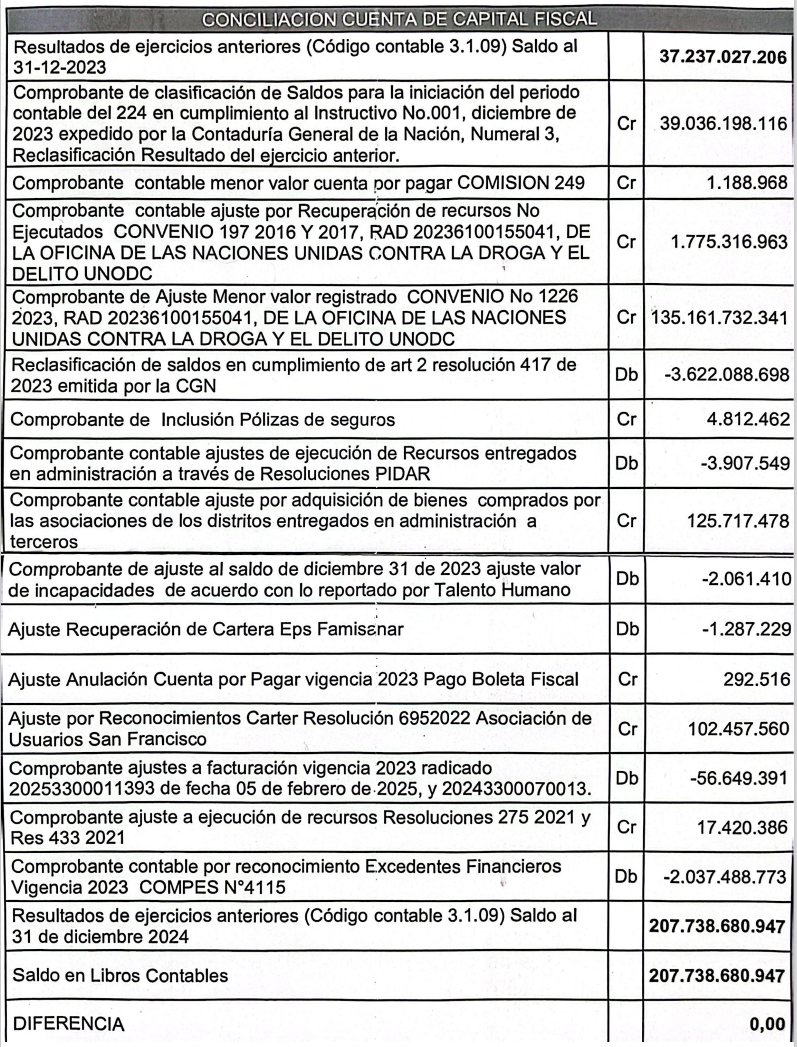 CONCILIACION CUENTA DE CAPITAL FISCAL
Resultados de ejercicios anteriores (Código contable 3.1.09) Saldo al
31-12-2023
37.237.027.206
Comprobante de clasificación de Saldos para la iniciación del periodo
contable del 224 en cumplimiento al Instructivo No.001, diciembre de
2023 expedido por la Contaduría General de la Nación, Numeral 3,
Reclasificación Resultado del ejercicio anterior.
Cr 39.036.198.116
Comprobante contable menor valor cuenta por pagar COMISION 249 Cr 1.188.968
Comprobante contable ajuste por Recuperación de recursos No
Ejecutados CONVENIO 197 2016 Y 2017, RAD 20236100155041, DE
LA OFICINA DE LAS NACIONES UNIDAS CONTRA LA DROGA Y EL
DELITO UNODC
Cr 1.775.316.963
Comprobante de Ajuste Menor valor registrado CONVENIO No 1226
2023, RAD 20236100155041, DE LA OFICINA DE LAS NACIONES
UNIDAS CONTRA LA DROGA Y EL DELITO UNODC
Cr 135.161.732.341
Reclasificación de saldos en cumplimiento de art 2 resolución 417 de
2023 emitida por la CGN
Db -3.622.088.698
Comprobante de Inclusión Pólizas de seguros Cr 4.812.462
Comprobante contable ajustes de ejecución de Recursos entregados
en administración a través de Resoluciones PIDAR
Db -3.907.549
Comprobante contable ajuste por adquisición de bienes comprados por
las asociaciones de los distritos entregados en administración a
terceros
Cr 125.717.478
Comprobante de ajuste al saldo de diciembre 31 de 2023 ajuste valor
de incapacidades de acuerdo con lo reportado por Talento Humano
Db -2.061.410
Ajuste Recuperación de Cartera Eps Famisanar Db -1.287.229
Ajuste Anulación Cuenta por Pagar vigencia 2023 Pago Boleta Fiscal Cr 292.516
Ajuste por Reconocimientos Carter Resolución 6952022 Asociación de
Usuarios San Francisco
Cr 102.457.560
Comprobante ajustes a facturación vigencia 2023 radicado
20253300011393 de fecha 05 de febrero de 2025, y 20243300070013.
Db -56.649.391
Comprobante ajuste a ejecución de recursos Resoluciones 275 2021 y
Res 433 2021
Cr 17.420.386
Comprobante contable por reconocimiento Excedentes Financieros
Vigencia 2023 COMPES N°4115
Db -2.037.488.773
Resultados de ejercicios anteriores (Código contable 3.1.09) Saldo al
31 de diciembre 2024
207.738.680.947
Saldo en Libros Contables 207.738.680.947
DIFERENCIA 0,00